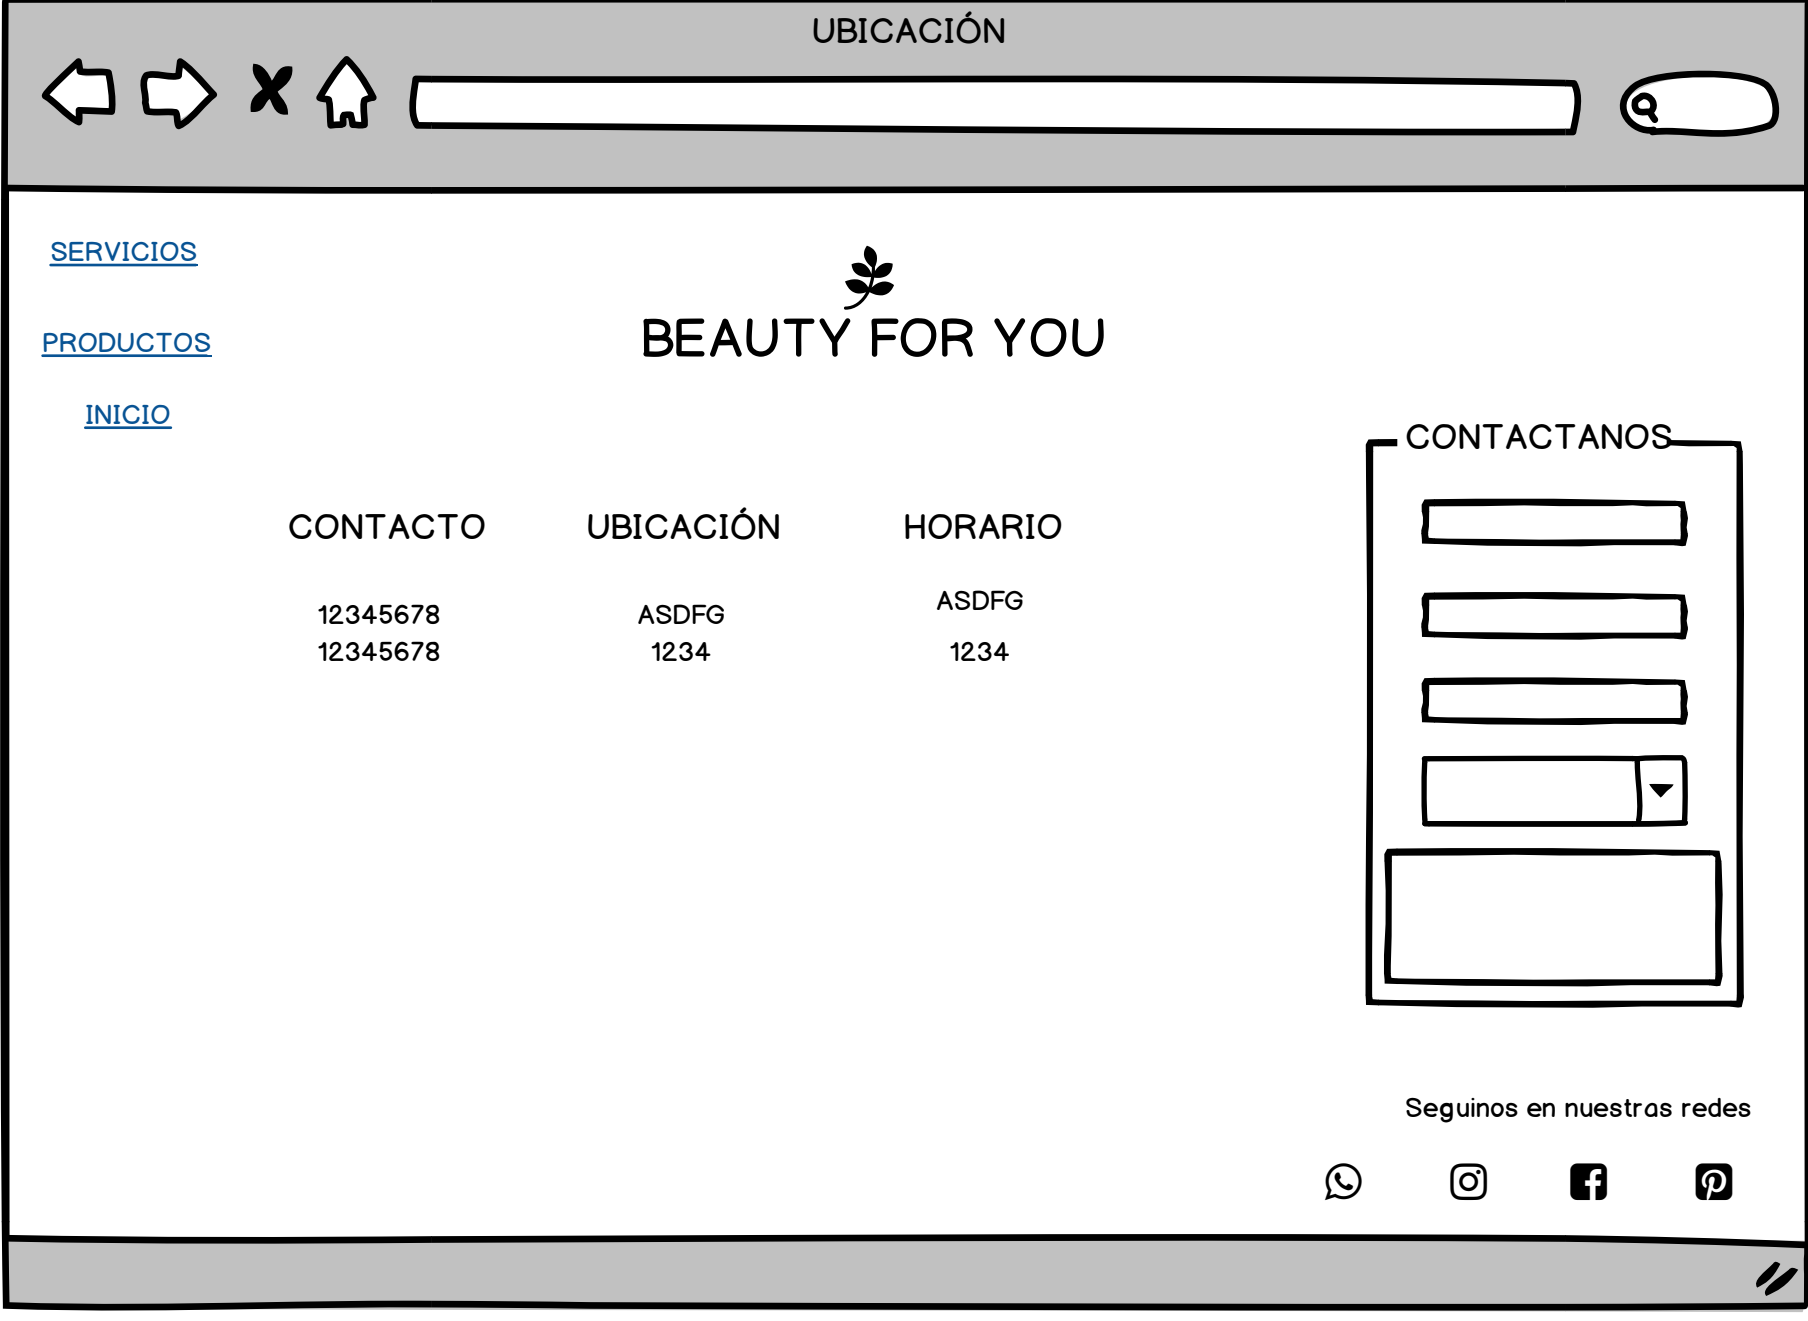 UBICACIÓN
SERVICIOS
PRODUCTOS
INICIO
BEAUTY FOR YOU
CONTACTO
12345678
12345678
UBICACIÓN
ASDFG
1234
HORARIO
ASDFG
1234
CONTACTANOS
Seguinos en nuestras redes